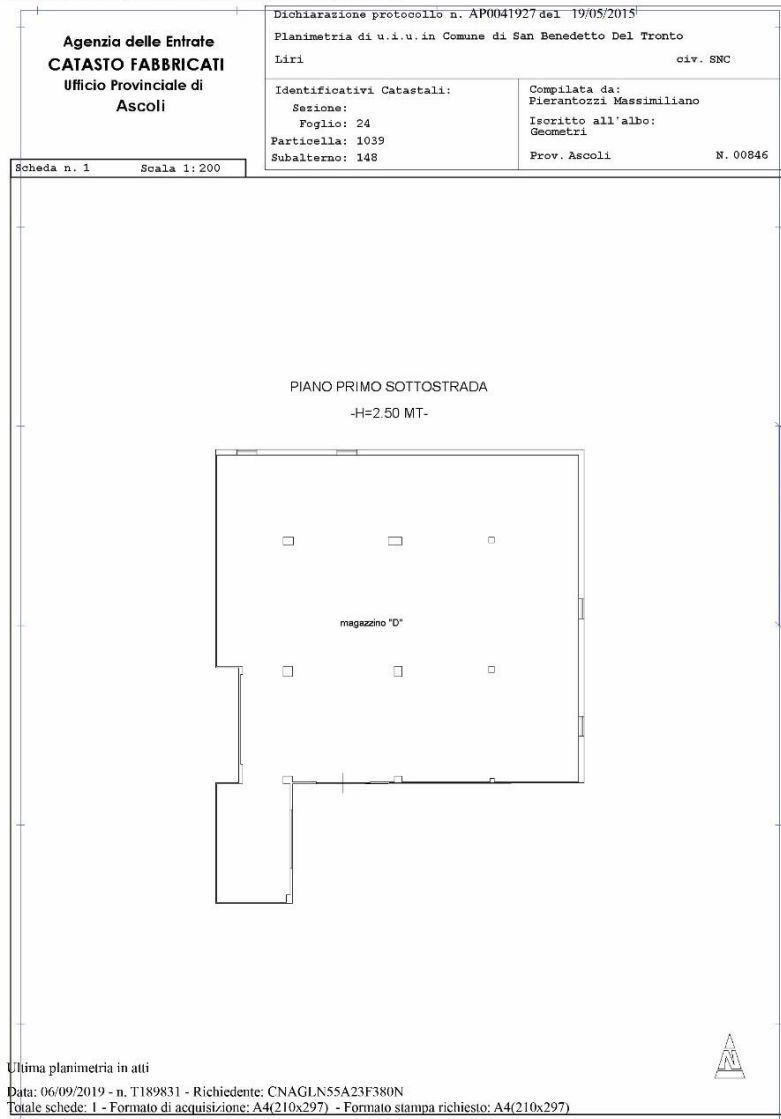 Agenzia delle Entrate
CATASTO FABBRICATI
Ufficio Provinciale di
Ascoli
Dichiarazione protocollo n. AP0041927 del 19/05/2015
Planimetria di u.i.u. in Comune di San Benedetto Del Tronto
Liri civ. SNC
Identificativi Catastali:
Sezione:
Foglio: 24
Particella: 1039
Subalterno: 148
Compilata da:
Pierantozzi Massimiliano
Iscritto all'albo:
Geometri
Prov. Ascoli N. 00846
Scheda n. 1 Scala 1:200
PIANO PRIMO SOTTOSTRADA
-H=2.50 MT-
magazzino "D"
N
Ultima planimetria in atti
Data: 06/09/2019 - n. T189831 - Richiedente: CNAGLN55A23F380N
Totale schede: 1 - Formato di acquisizione: A4(210x297) - Formato stampa richiesto: A4(210x297)